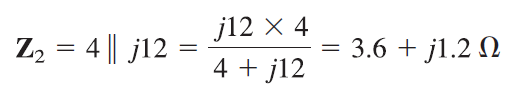 Z₂ = 4 ‖ j12 = (j12 × 4) / (4 + j12) = 3.6 + j1.2 Ω